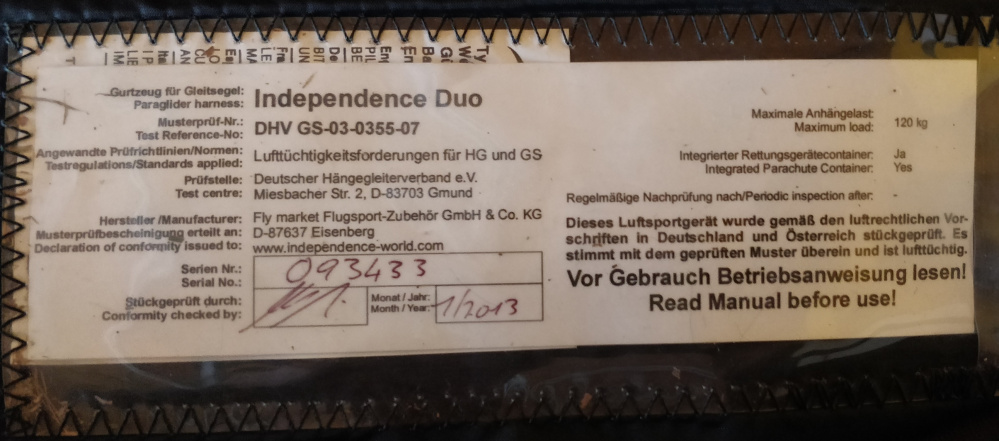 Gurtzeug für Gleitsegel:
Paraglider harness:
Independence Duo
Musterprüf-Nr.:
Test Reference-No:
DHV GS-03-0355-07
Angewandte Prüfrichtlinien/Normen:
Testregulations/Standards applied:
Lufttüchtigkeitsforderungen für HG und GS
Prüfstelle: Deutscher Hängegleiterverband e.V.
Test centre: Miesbacher Str. 2, D-83703 Gmund
Hersteller /Manufacturer: Fly market Flugsport-Zubehör GmbH & Co. KG
Musterprüfbescheinigung erteilt an: D-87637 Eisenberg
Declaration of conformity issued to: www.independence-world.com
Serien Nr.:
Serial No.:
093433
Stückgeprüft durch:
Conformity checked by:
Monat / Jahr:
Month / Year:
1/2013
Maximale Anhängelast:
Maximum load:
120 kg
Integrierter Rettungsgerätecontainer: Ja
Integrated Parachute Container: Yes
Regelmäßige Nachprüfung nach/Periodic inspection after:
Dieses Luftsportgerät wurde gemäß den luftrechtlichen Vor-
schriften in Deutschland und Österreich stückgeprüft. Es
stimmt mit dem geprüften Muster überein und ist lufttüchtig.
Vor Gebrauch Betriebsanweisung lesen!
Read Manual before use!